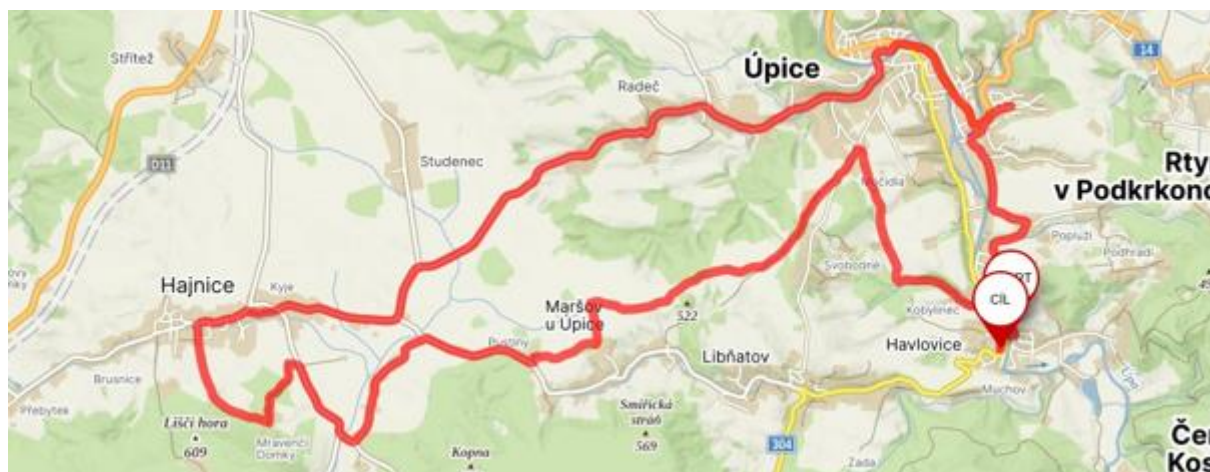 14
Střítež
Radeč
Úpice
Studenec
D11
Rty
v Podkrkono
Podhradí
Popluží
Svobodné
RT
CÍL
Hajnice
Kyje
Maršov
u Úpice
522
Kobylinec
Havlovice
Pustiny
Libňatov
Brusnice
Přebytek
Liščí hora
609
Mravenčí
Domky
Kopna
Smiřická
stráň
569
304
Muchov
Úpa
Zada
Čer
Kos